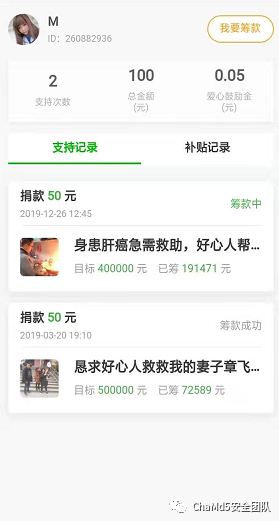 M
我要筹款
ID：260882936
2
100
0.05
支持次数
总金额
(元)
爱心鼓励金
(元)
支持记录
补贴记录
捐款 50 元
2019-12-26 12:45
筹款中
身患肝癌急需救助，好心人帮...
目标 400000 元 已筹 191471 元
捐款 50 元
2019-03-20 19:10
筹款成功
恳求好心人救救我的妻子章飞...
目标 500000 元 已筹 72589 元
ChaMd5安全团队